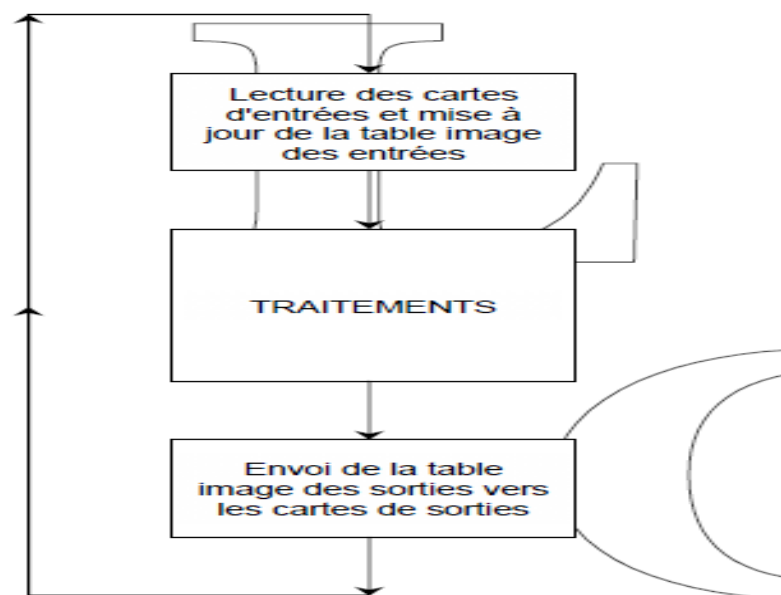 Lecture des cartes
d'entrées et mise à
jour de la table image
des entrées
TRAITEMENTS
Envoi de la table
image des sorties vers
les cartes de sorties